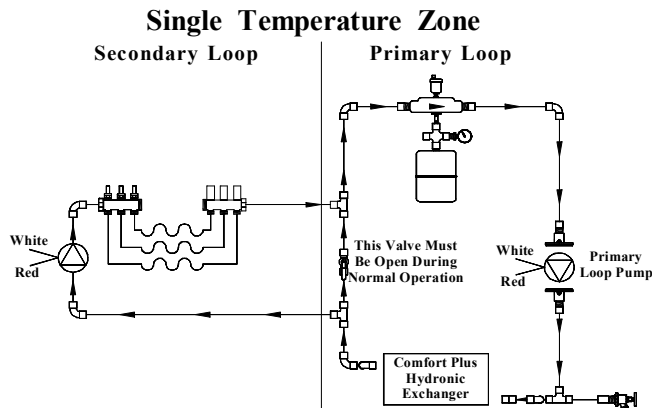 Single Temperature Zone
Secondary Loop
Primary Loop
White
Red
This Valve Must
Be Open During
Normal Operation
White
Red
Primary
Loop Pump
Comfort Plus
Hydronic
Exchanger